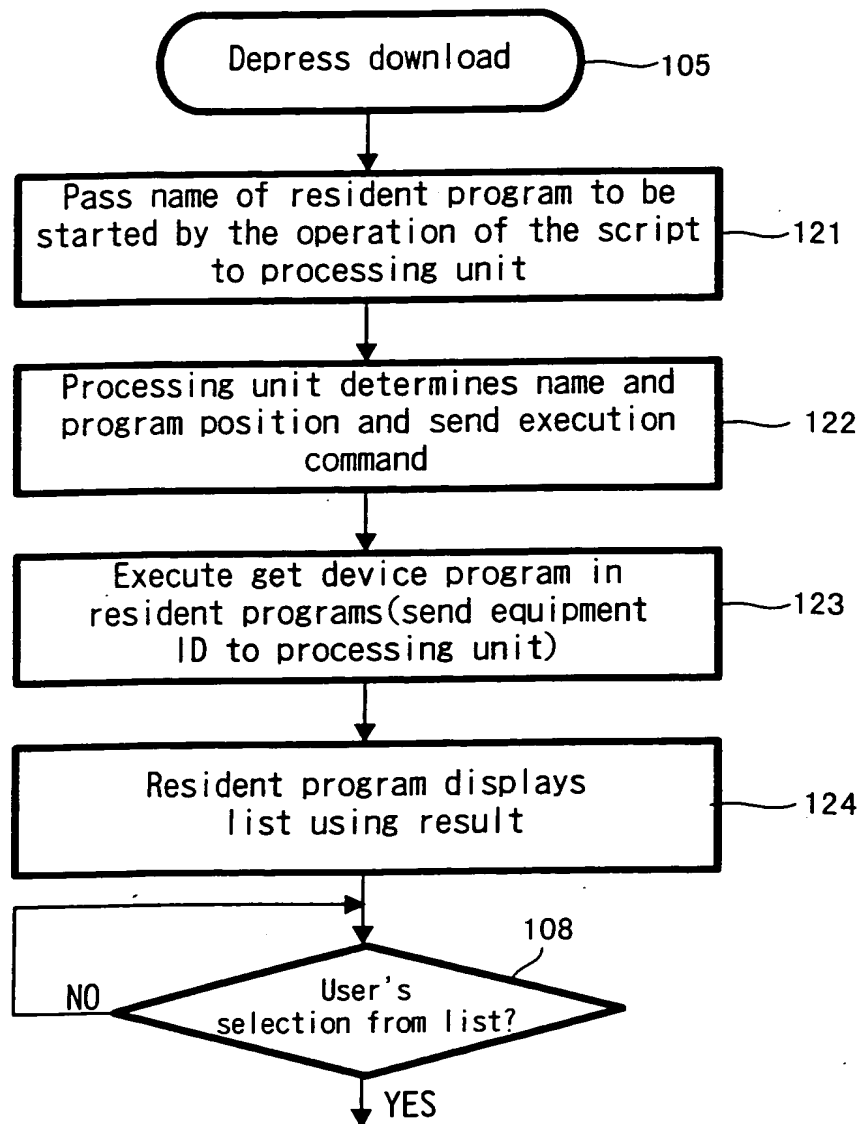 Depress download
105
Pass name of resident program to be
started by the operation of the script
to processing unit
121
Processing unit determines name and
program position and send execution
command
122
Execute get device program in
resident programs(send equipment
ID to processing unit)
123
Resident program displays
list using result
124
108
User's
selection from list?
NO
YES